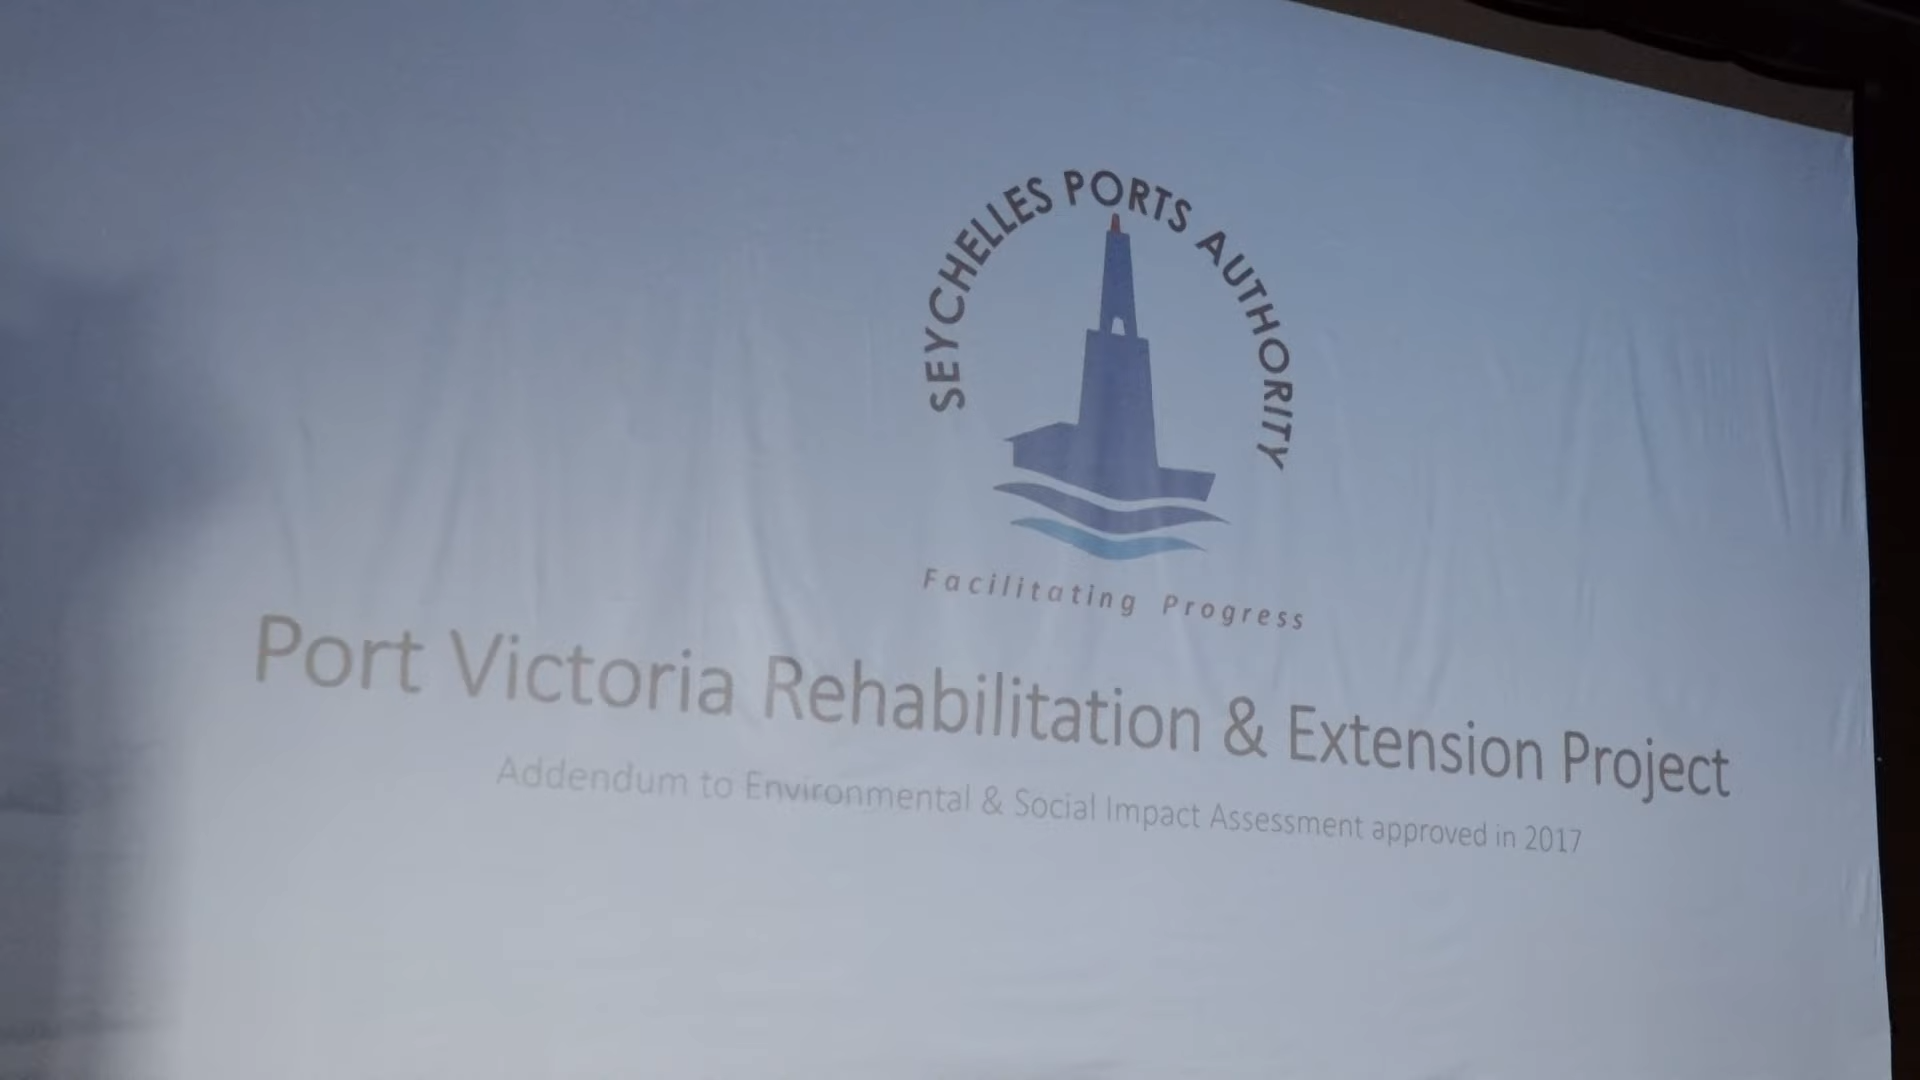 SEYCHELLES PORTS AUTHORITY
Facilitating Progress
Port Victoria Rehabilitation & Extension Project
Addendum to Environmental & Social Impact Assessment approved in 2017